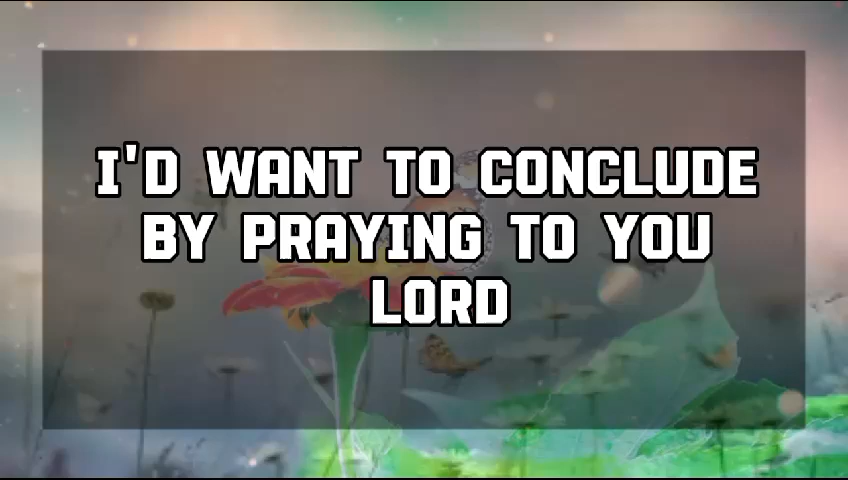 I'D WANT TO CONCLUDE
BY PRAYING TO YOU
LORD